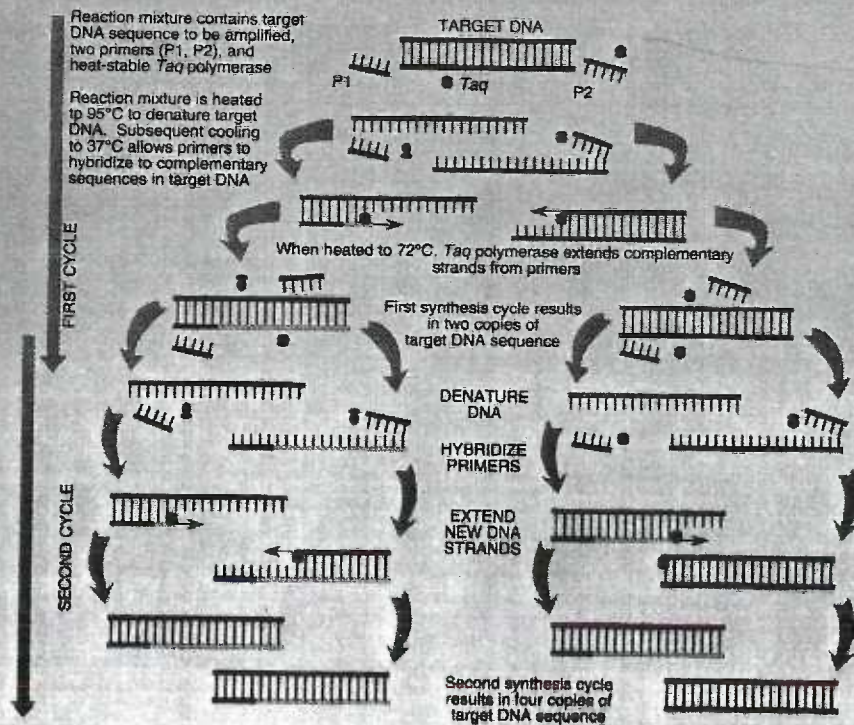 Reaction mixture contains target
DNA sequence to be amplified,
two primers (P1, P2), and
heat-stable Taq polymerase
TARGET DNA
P1
Taq
P2
Reaction mixture is heated
tp 95°C to denature target
DNA. Subsequent cooling
to 37°C allows primers to
hybridize to complementary
sequences in target DNA
When heated to 72°C, Taq polymerase extends complementary
strands from primers
FIRST CYCLE
First synthesis cycle results
in two copies of
target DNA sequence
DENATURE
DNA
HYBRIDIZE
PRIMERS
SECOND CYCLE
EXTEND
NEW DNA
STRANDS
Second synthesis cycle
results in four copies of
target DNA sequence